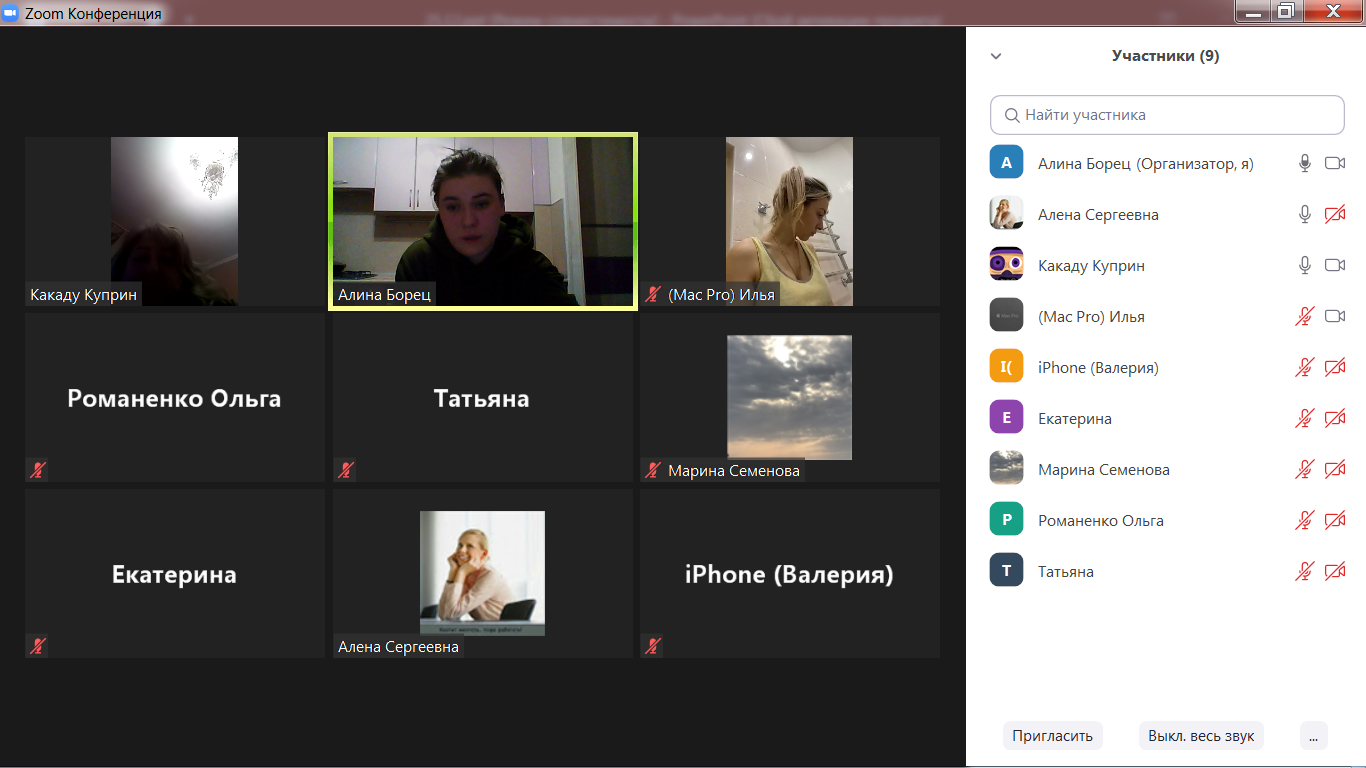 Zoom Конференция
Какаду Куприн
Алина Борец
(Mac Pro) Илья
Романенко Ольга
Татьяна
Марина Семенова
Екатерина
Алена Сергеевна
iPhone (Валерия)
Участники (9)
Найти участника
А
Алина Борец (Организатор, я)
Алена Сергеевна
Какаду Куприн
Mac Pro
(Mac Pro) Илья
I(
iPhone (Валерия)
Е
Екатерина
Марина Семенова
Р
Романенко Ольга
Т
Татьяна
Пригласить
Выкл. весь звук
...